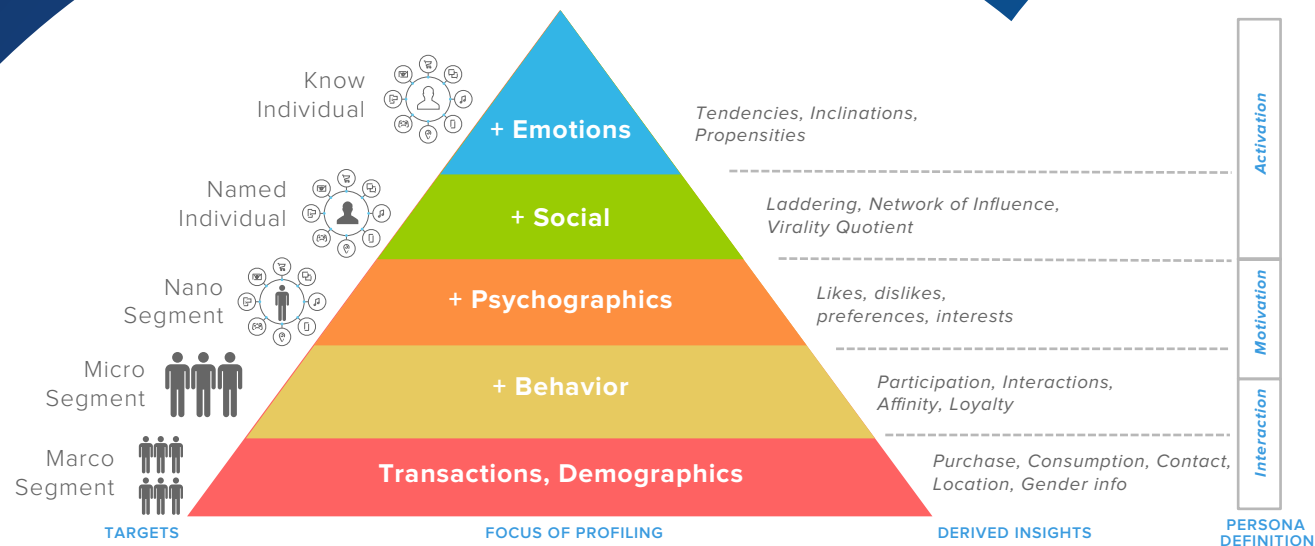 Know
Individual
+ Emotions
Tendencies, Inclinations,
Propensities
Activation
Named
Individual
+ Social
Laddering, Network of Influence,
Virality Quotient
Nano
Segment
+ Psychographics
Likes, dislikes,
preferences, interests
Motivation
Micro
Segment
+ Behavior
Participation, Interactions,
Affinity, Loyalty
Interaction
Marco
Segment
Transactions, Demographics
Purchase, Consumption, Contact,
Location, Gender info
TARGETS
FOCUS OF PROFILING
DERIVED INSIGHTS
PERSONA
DEFINITION